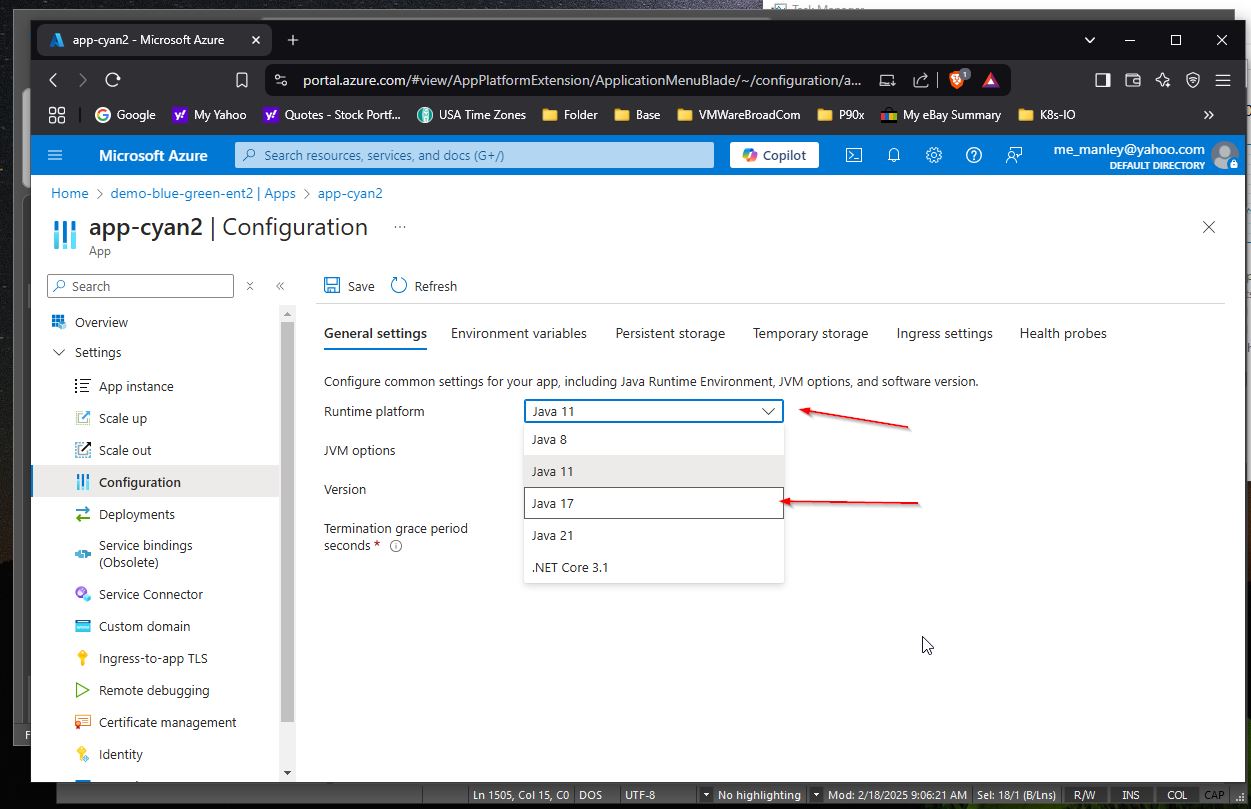 Task Manager
app-cyan2 - Microsoft Azure
portal.azure.com/#view/AppPlatformExtension/ApplicationMenuBlade/~/configuration/a...
1
Google My Yahoo Quotes - Stock Portf... USA Time Zones Folder Base VMWareBroadCom P90x My eBay Summary K8s-IO »
Microsoft Azure Search resources, services, and docs (G+/) Copilot me_manley@yahoo.com
DEFAULT DIRECTORY
Home > demo-blue-green-ent2 | Apps > app-cyan2
app-cyan2 | Configuration ...
App
Search
Save Refresh
Overview
Settings
App instance
Scale up
Scale out
Configuration
Deployments
Service bindings
(Obsolete)
Service Connector
Custom domain
Ingress-to-app TLS
Remote debugging
Certificate management
Identity
General settings Environment variables Persistent storage Temporary storage Ingress settings Health probes
Configure common settings for your app, including Java Runtime Environment, JVM options, and software version.
Runtime platform Java 11
Java 8
JVM options
Java 11
Version
Java 17
Termination grace period
seconds *
Java 21
.NET Core 3.1
Ln 1505, Col 15, C0 DOS UTF-8 No highlighting Mod: 2/18/2025 9:06:21 AM Sel: 18/1 (B/Lns) R/W INS COL CAP